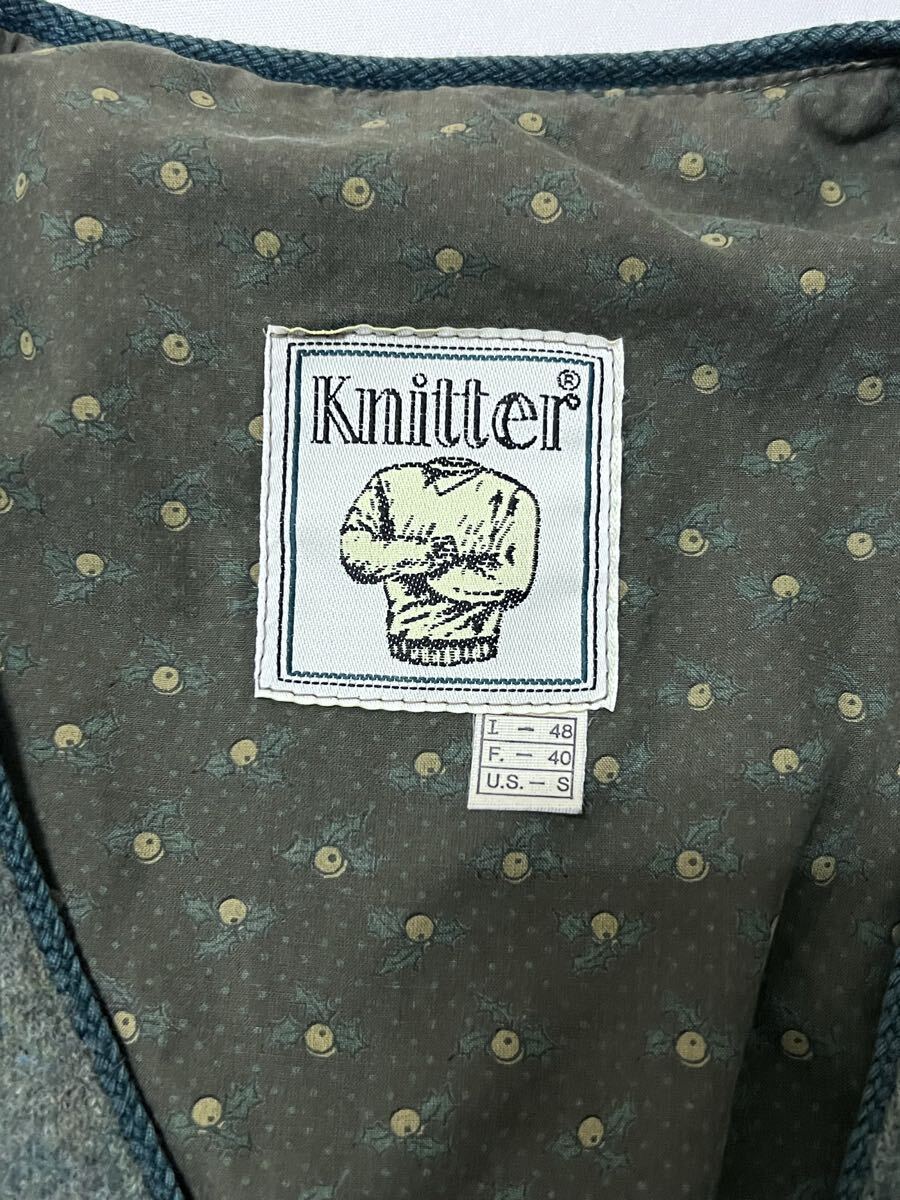 Knitter®
I - 48
F. - 40
U.S. - S